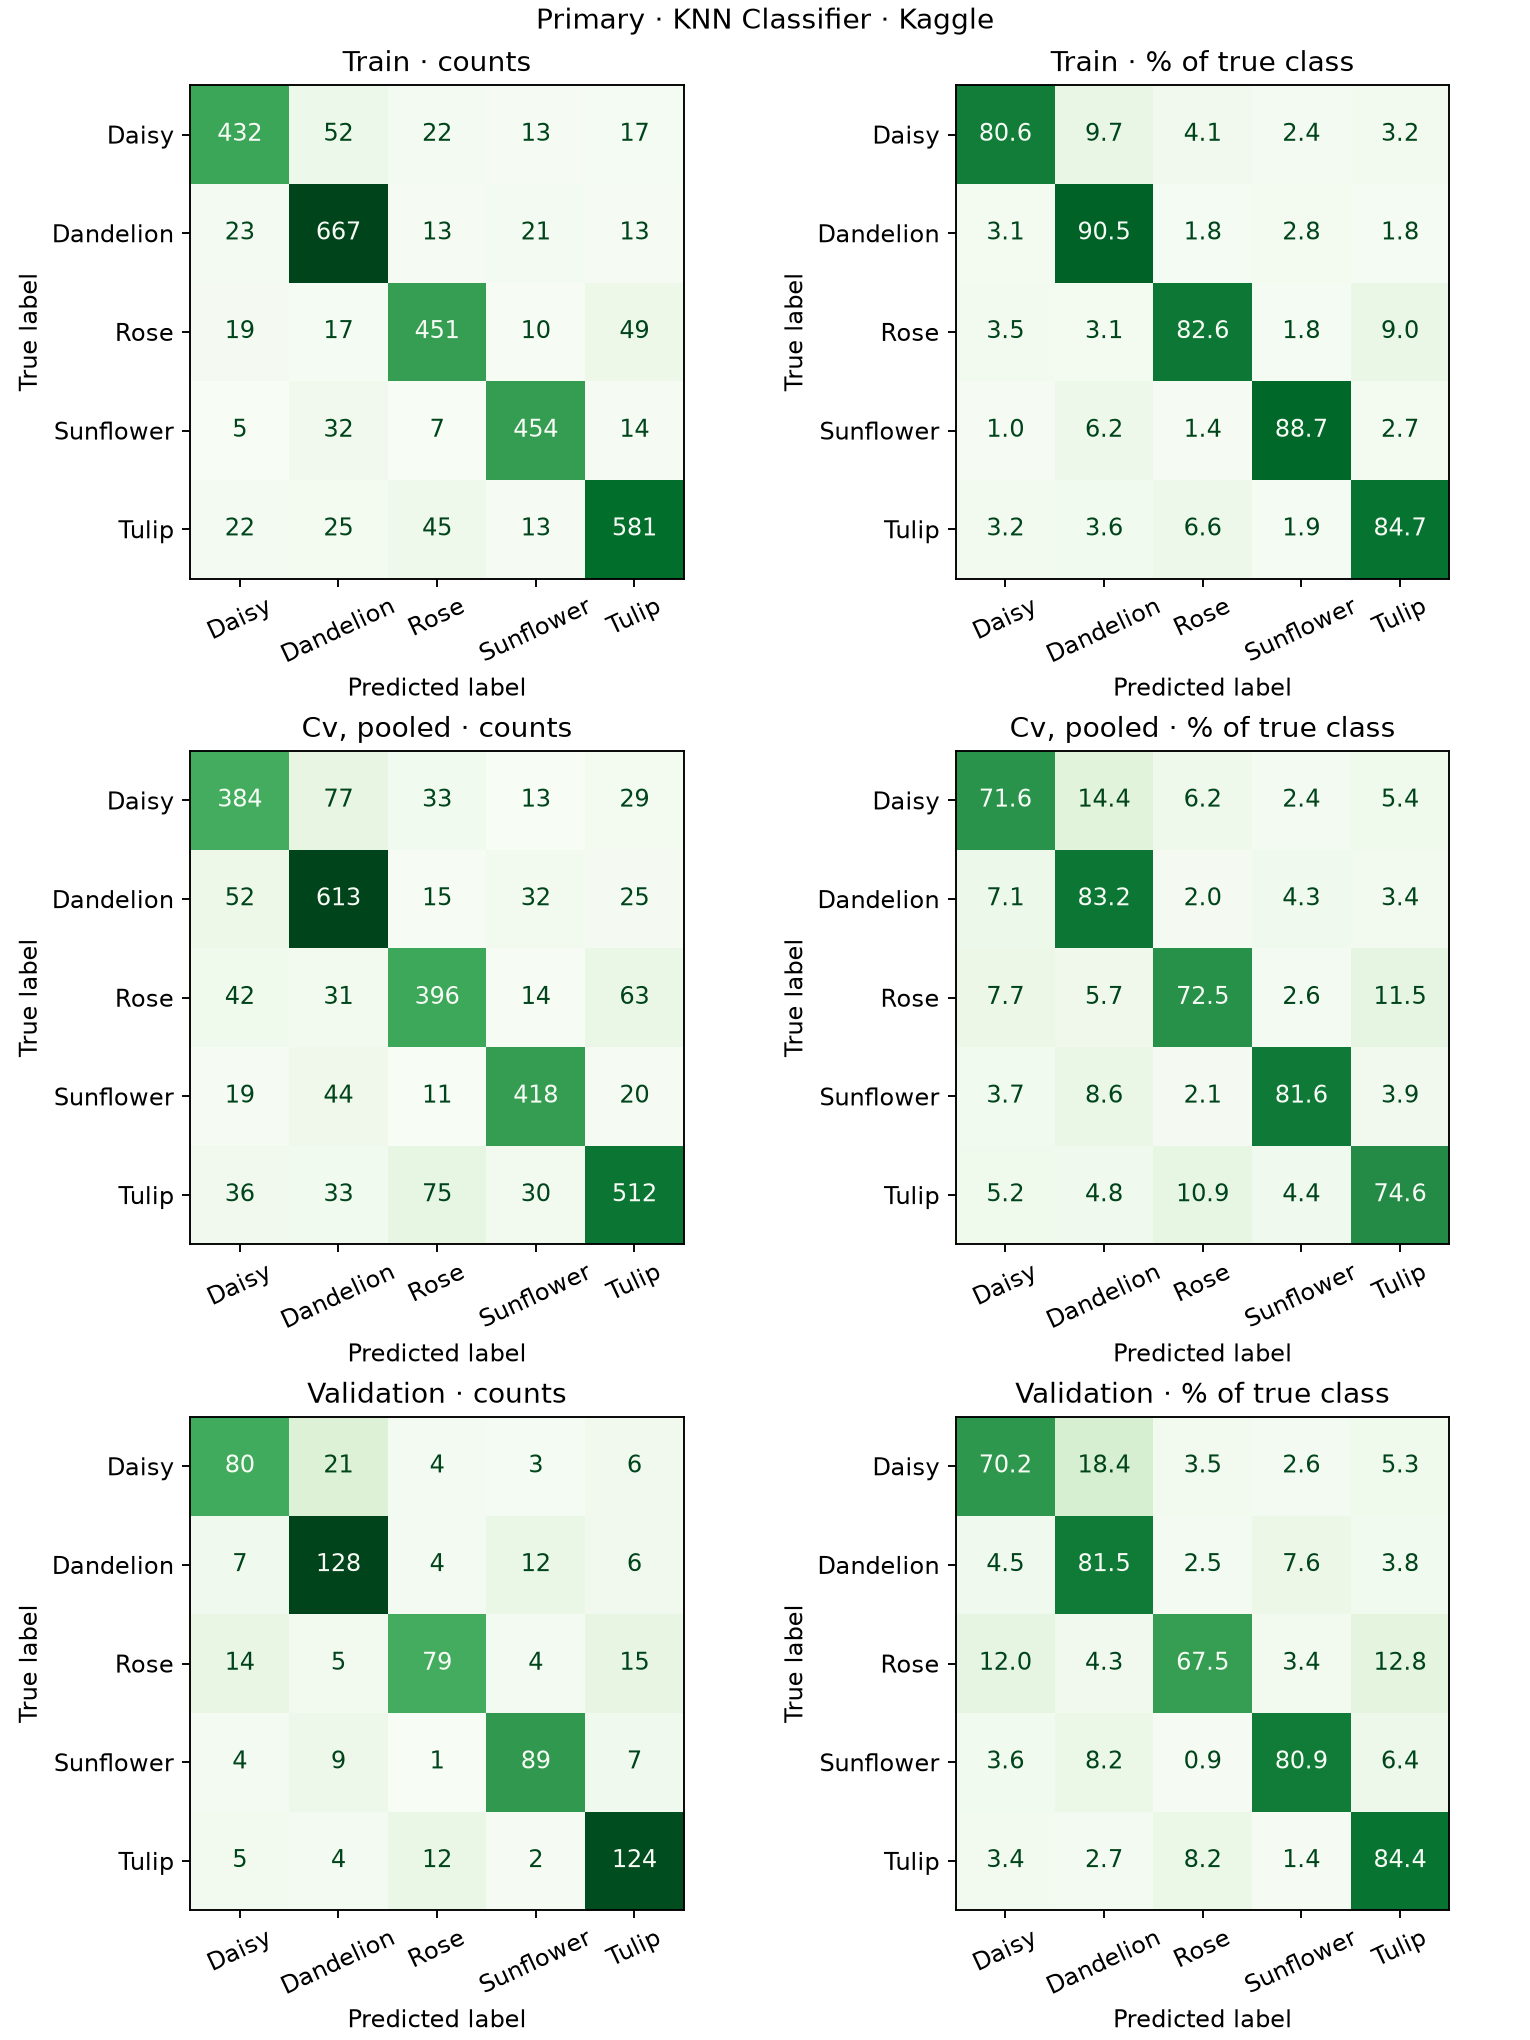 Primary · KNN Classifier · Kaggle
Train · counts
True label
Daisy 432 52 22 13 17
Dandelion 23 667 13 21 13
Rose 19 17 451 10 49
Sunflower 5 32 7 454 14
Tulip 22 25 45 13 581
Daisy Dandelion Rose Sunflower Tulip
Predicted label
Train · % of true class
True label
Daisy 80.6 9.7 4.1 2.4 3.2
Dandelion 3.1 90.5 1.8 2.8 1.8
Rose 3.5 3.1 82.6 1.8 9.0
Sunflower 1.0 6.2 1.4 88.7 2.7
Tulip 3.2 3.6 6.6 1.9 84.7
Daisy Dandelion Rose Sunflower Tulip
Predicted label
Cv, pooled · counts
True label
Daisy 384 77 33 13 29
Dandelion 52 613 15 32 25
Rose 42 31 396 14 63
Sunflower 19 44 11 418 20
Tulip 36 33 75 30 512
Daisy Dandelion Rose Sunflower Tulip
Predicted label
Cv, pooled · % of true class
True label
Daisy 71.6 14.4 6.2 2.4 5.4
Dandelion 7.1 83.2 2.0 4.3 3.4
Rose 7.7 5.7 72.5 2.6 11.5
Sunflower 3.7 8.6 2.1 81.6 3.9
Tulip 5.2 4.8 10.9 4.4 74.6
Daisy Dandelion Rose Sunflower Tulip
Predicted label
Validation · counts
True label
Daisy 80 21 4 3 6
Dandelion 7 128 4 12 6
Rose 14 5 79 4 15
Sunflower 4 9 1 89 7
Tulip 5 4 12 2 124
Daisy Dandelion Rose Sunflower Tulip
Predicted label
Validation · % of true class
True label
Daisy 70.2 18.4 3.5 2.6 5.3
Dandelion 4.5 81.5 2.5 7.6 3.8
Rose 12.0 4.3 67.5 3.4 12.8
Sunflower 3.6 8.2 0.9 80.9 6.4
Tulip 3.4 2.7 8.2 1.4 84.4
Daisy Dandelion Rose Sunflower Tulip
Predicted label